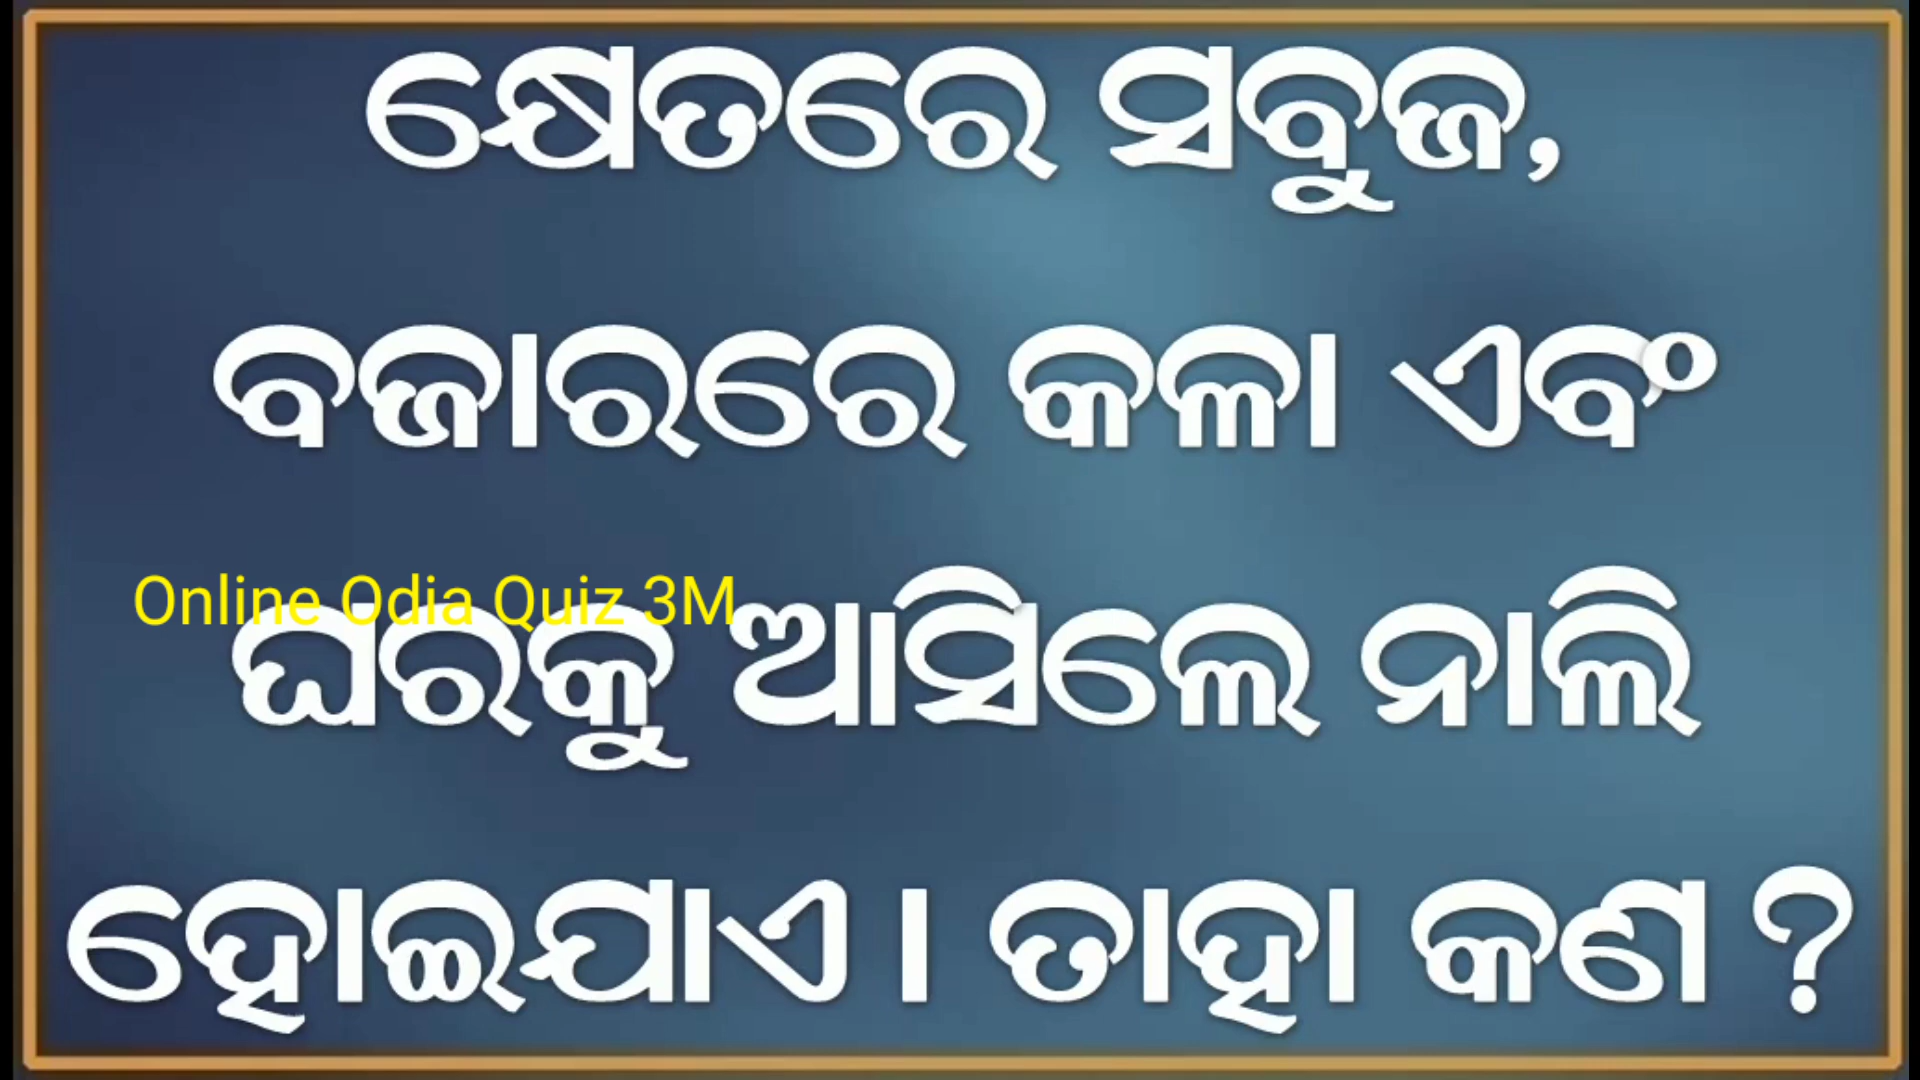 କ୍ଷେତରେ ସବୁଜ,
ବଜାରରେ କଳା ଏବଂ
Online Odia Quiz 3M
ଘରକୁ ଆସିଲେ ନାଲି
ହୋଇଯାଏ । ତାହା କଣ ?